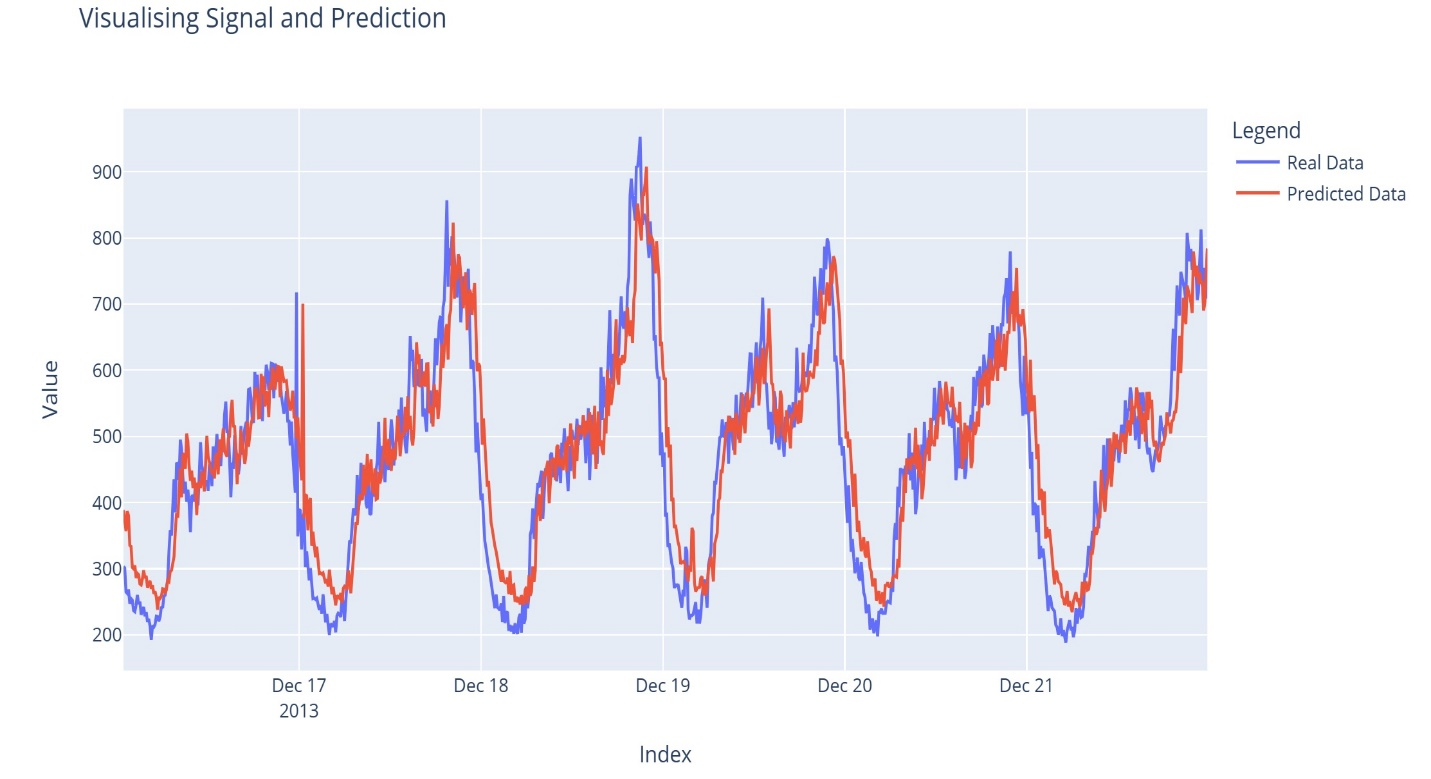 Visualising Signal and Prediction
Legend
Real Data
Predicted Data
900
800
700
600
500
400
300
200
Value
Dec 17
2013
Dec 18
Dec 19
Dec 20
Dec 21
Index